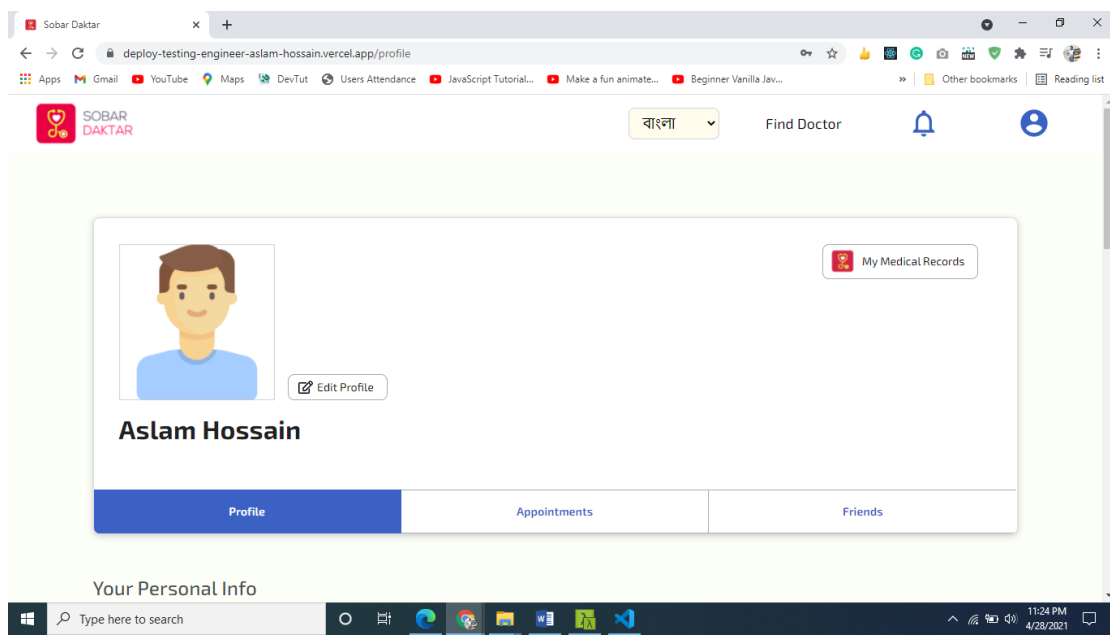 Sobar Daktar
deploy-testing-engineer-aslam-hossain.vercel.app/profile
Apps Gmail YouTube Maps DevTut Users Attendance JavaScript Tutorial... Make a fun animate... Beginner Vanilla Jav... » Other bookmarks Reading list
SOBAR
DAKTAR
বাংলা Find Doctor
My Medical Records
Edit Profile
Aslam Hossain
Profile Appointments Friends
Your Personal Info
Type here to search
11:24 PM
4/28/2021